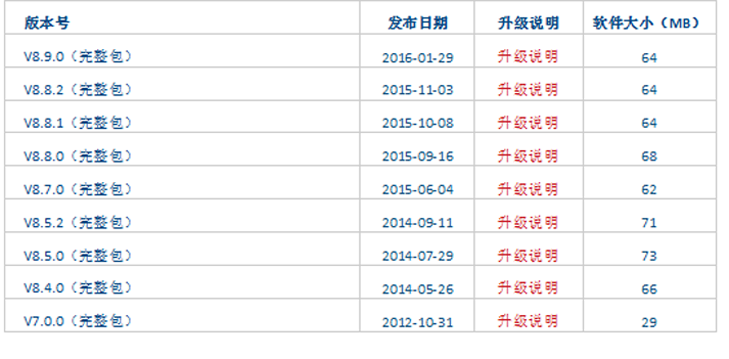 版本号 发布日期 升级说明 软件大小（MB）
V8.9.0（完整包） 2016-01-29 升级说明 64
V8.8.2（完整包） 2015-11-03 升级说明 64
V8.8.1（完整包） 2015-10-08 升级说明 64
V8.8.0（完整包） 2015-09-16 升级说明 68
V8.7.0（完整包） 2015-06-04 升级说明 62
V8.5.2（完整包） 2014-09-11 升级说明 71
V8.5.0（完整包） 2014-07-29 升级说明 73
V8.4.0（完整包） 2014-05-26 升级说明 66
V7.0.0（完整包） 2012-10-31 升级说明 29